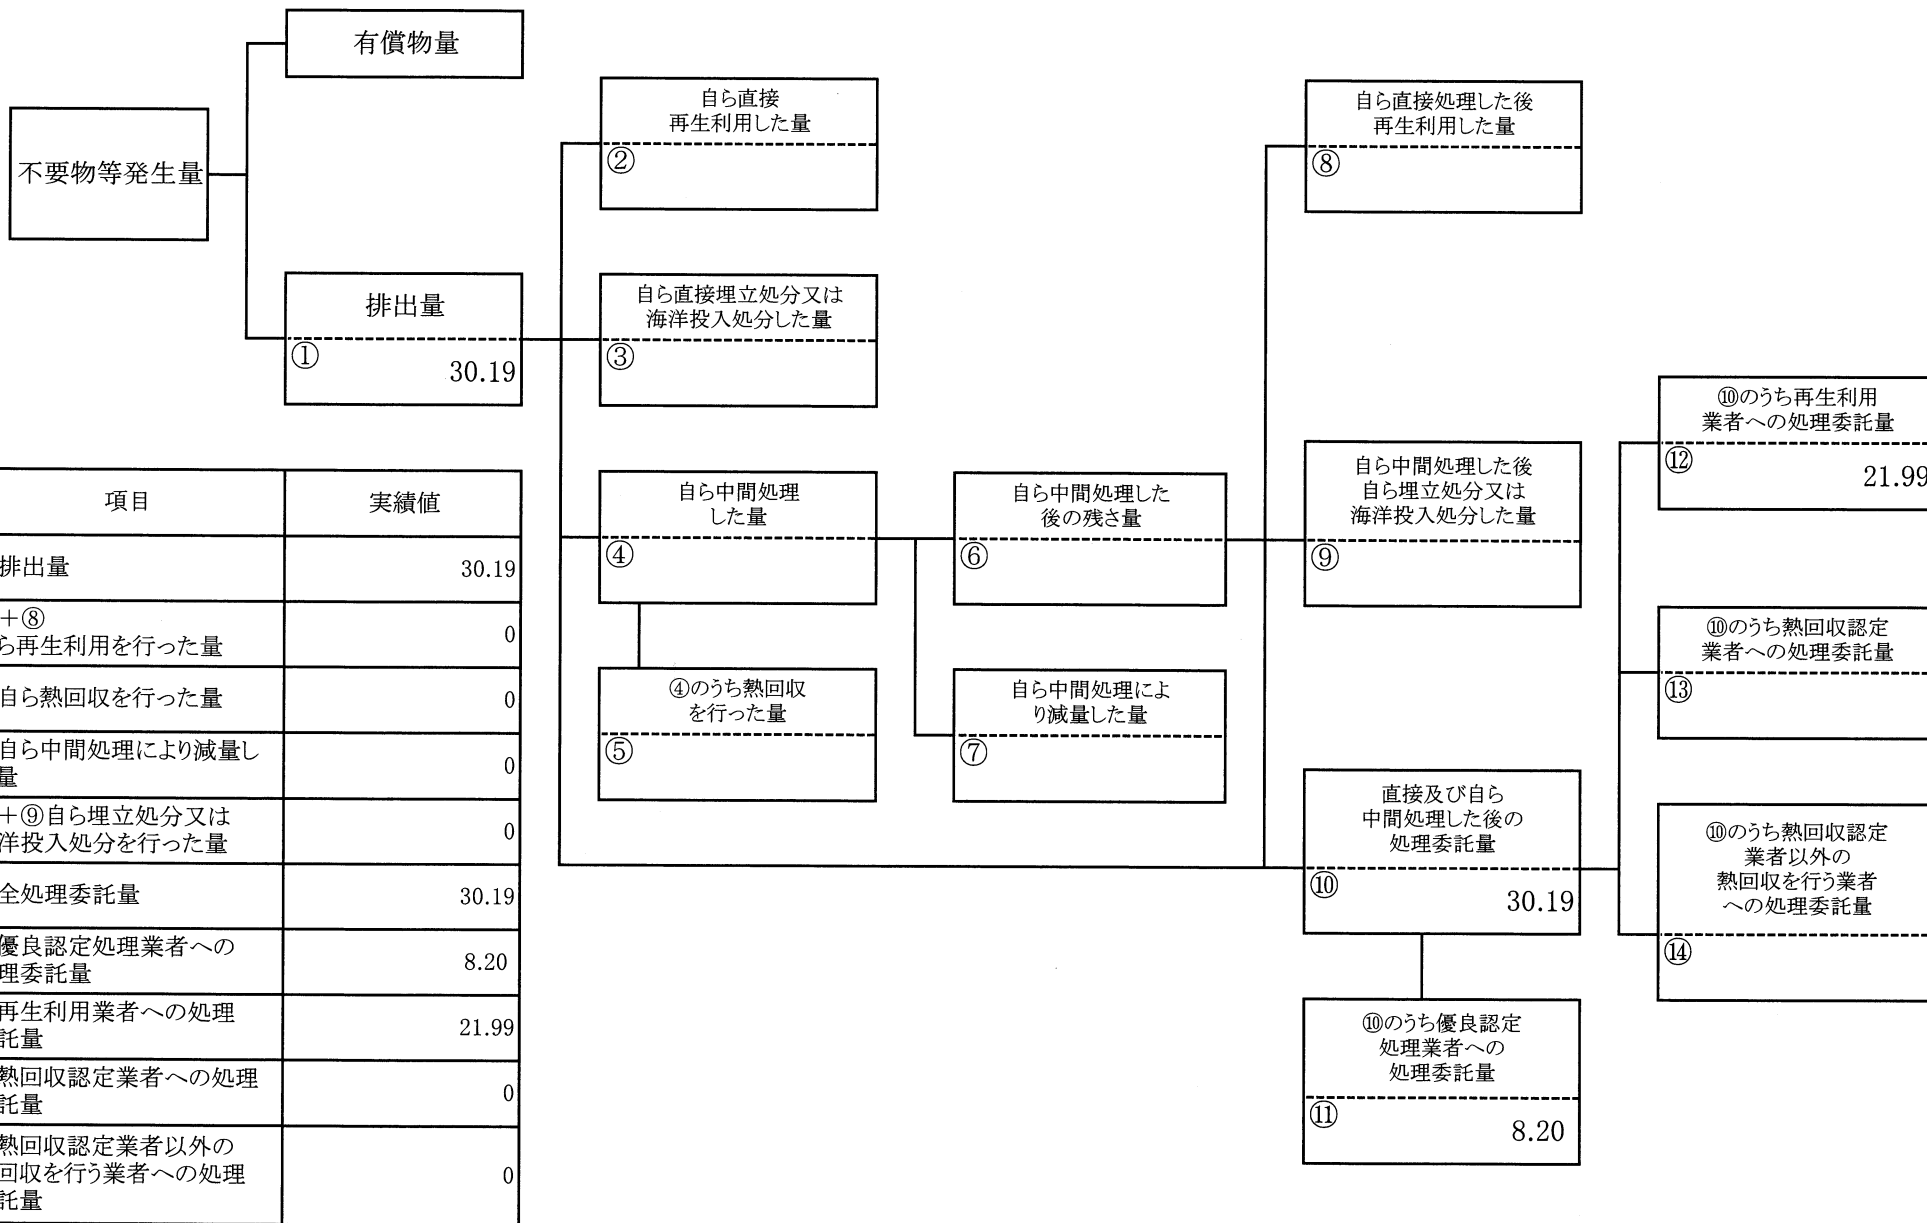 有償物量
不要物等発生量
排出量
①
30.19
自ら直接
再生利用した量
②
自ら直接埋立処分又は
海洋投入処分した量
③
自ら中間処理
した量
④
④のうち熱回収
を行った量
⑤
自ら中間処理した
後の残さ量
⑥
自ら中間処理によ
り減量した量
⑦
自ら直接処理した後
再生利用した量
⑧
自ら中間処理した後
自ら埋立処分又は
海洋投入処分した量
⑨
直接及び自ら
中間処理した後の
処理委託量
⑩
30.19
⑩のうち優良認定
処理業者への
処理委託量
⑪
8.20
⑩のうち再生利用
業者への処理委託量
⑫
21.99
⑩のうち熱回収認定
業者への処理委託量
⑬
⑩のうち熱回収認定
業者以外の
熱回収を行う業者
への処理委託量
⑭
項目 実績値
排出量 30.19
+⑧
ら再生利用を行った量 0
自ら熱回収を行った量 0
自ら中間処理により減量し
量 0
+⑨自ら埋立処分又は
洋投入処分を行った量 0
全処理委託量 30.19
優良認定処理業者への
理委託量 8.20
再生利用業者への処理
託量 21.99
熱回収認定業者への処理
託量 0
熱回収認定業者以外の
回収を行う業者への処理
託量 0